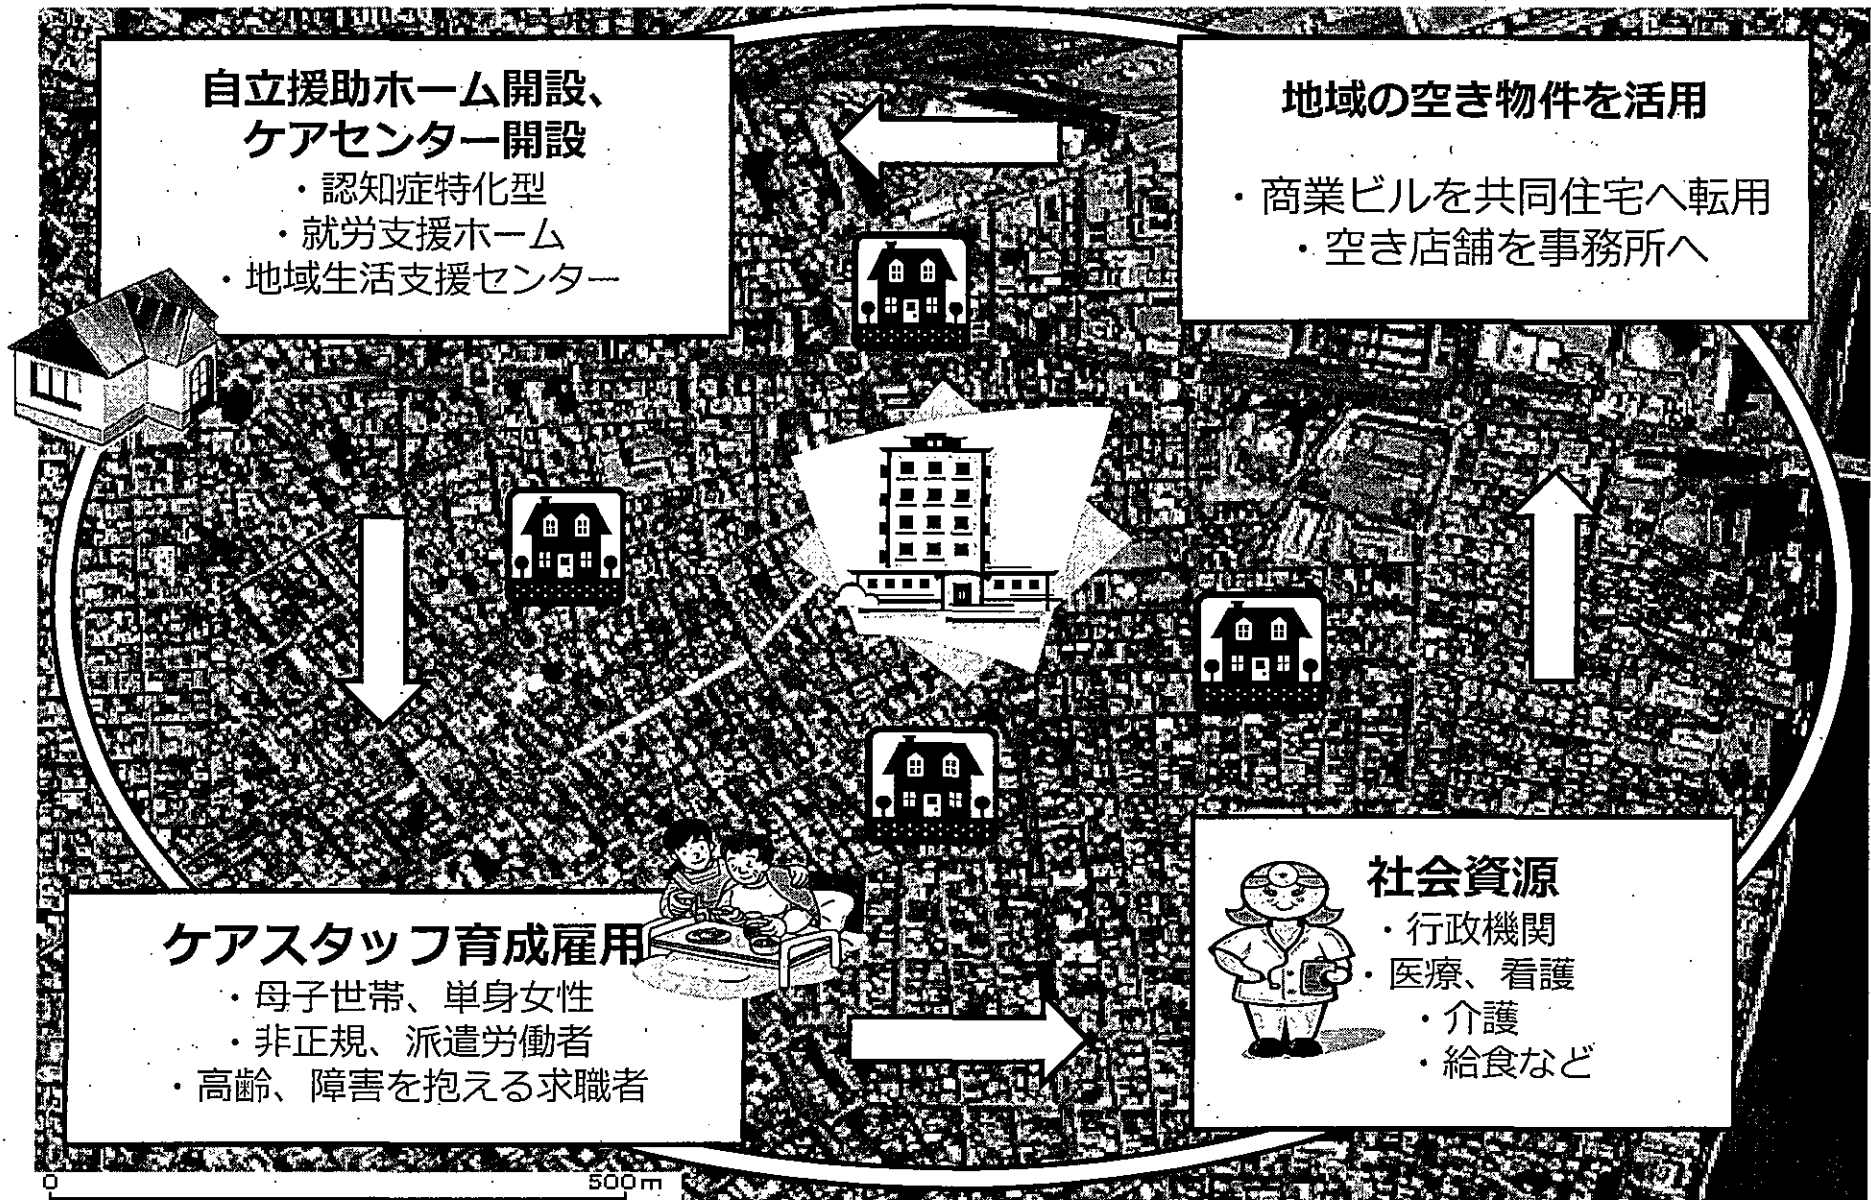 自立援助ホーム開設、
ケアセンター開設
・認知症特化型
・就労支援ホーム
・地域生活支援センター
地域の空き物件を活用
・商業ビルを共同住宅へ転用
・空き店舗を事務所へ
ケアスタッフ育成雇用
・母子世帯、単身女性
・非正規、派遣労働者
・高齢、障害を抱える求職者
社会資源
・行政機関
・医療、看護
・介護
・給食など
0 500m